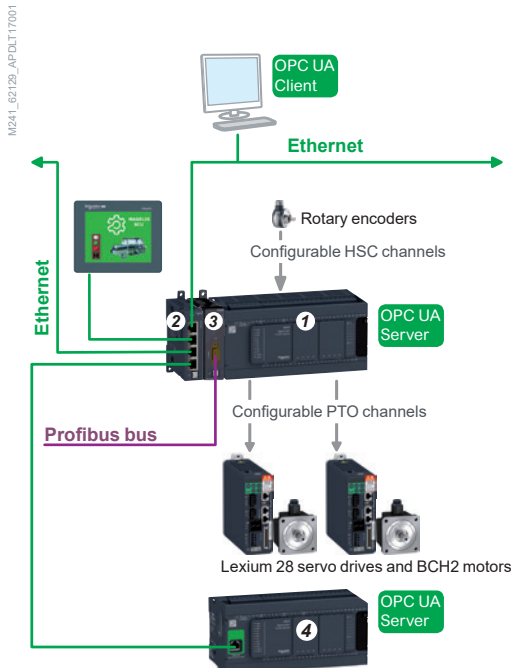 M241_62129_APDLT17001
OPC UA
Client
Ethernet
Rotary encoders
Configurable HSC channels
Ethernet
2
3
1
OPC UA
Server
Configurable PTO channels
Profibus bus
Lexium 28 servo drives and BCH2 motors
OPC UA
Server
4